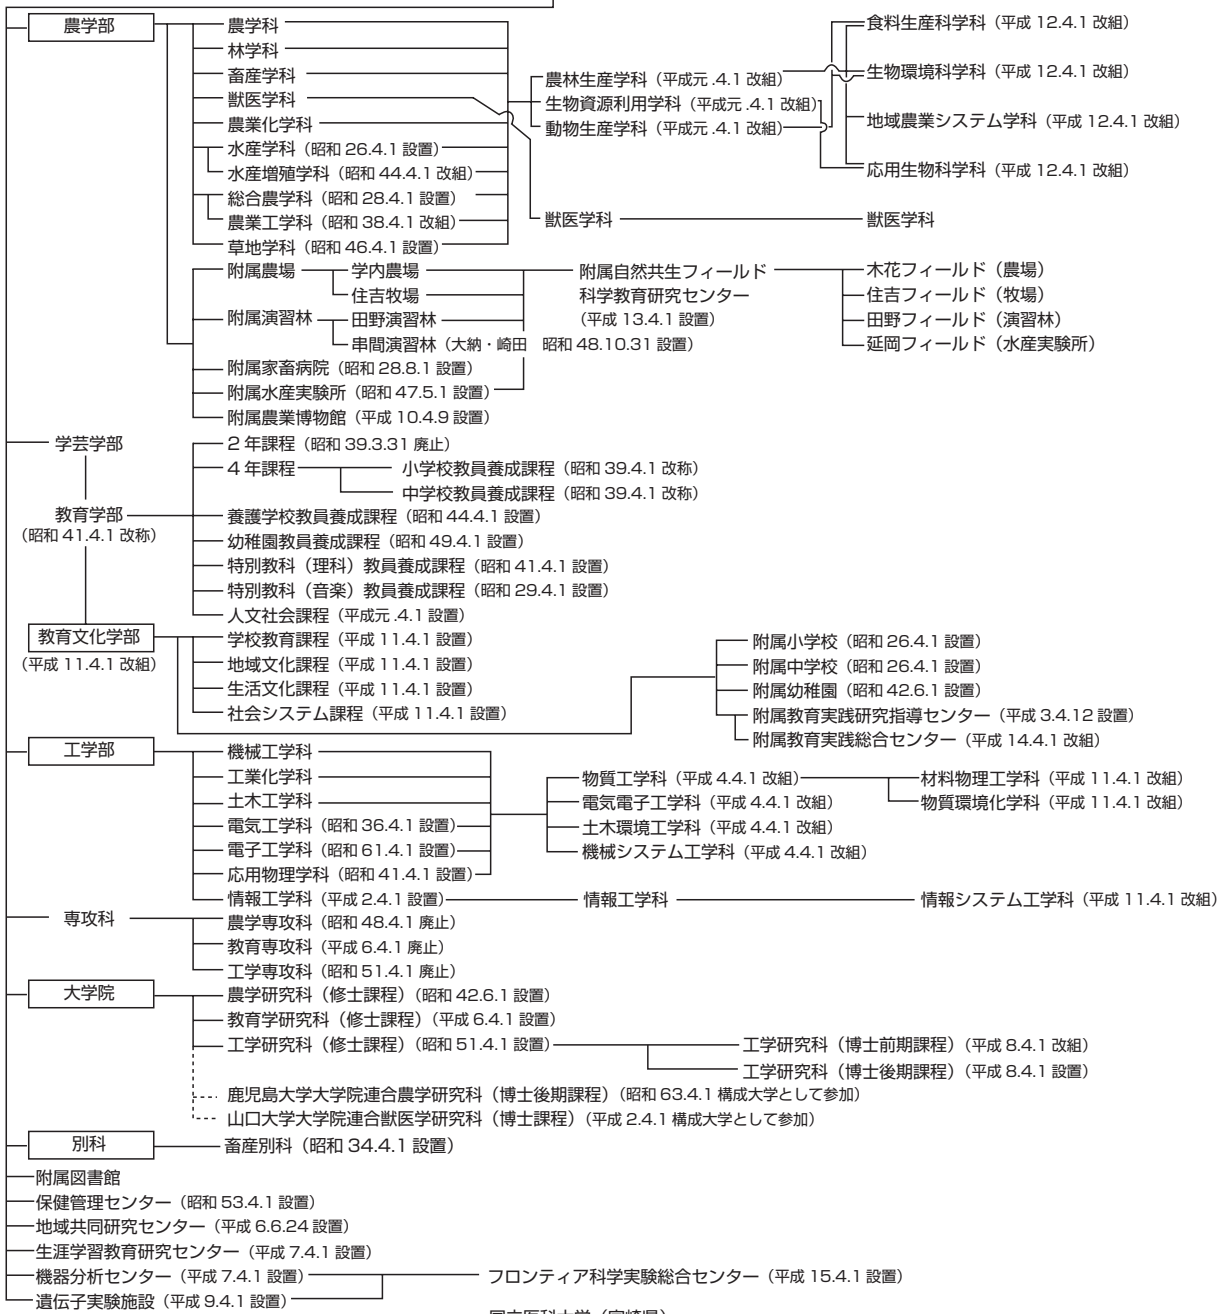 農学部
農学科
林学科
畜産学科
獣医学科
農業化学科
水産学科（昭和 26.4.1 設置）
水産増殖学科（昭和 44.4.1 改組）
総合農学科（昭和 28.4.1 設置）
農業工学科（昭和 38.4.1 改組）
草地学科（昭和 46.4.1 設置）
農林生産学科（平成元 .4.1 改組）
生物資源利用学科（平成元 .4.1 改組）
動物生産学科（平成元 .4.1 改組）
獣医学科
食料生産科学科（平成 12.4.1 改組）
生物環境科学科（平成 12.4.1 改組）
地域農業システム学科（平成 12.4.1 改組）
応用生物科学科（平成 12.4.1 改組）
獣医学科
附属農場
学内農場
住吉牧場
附属演習林
田野演習林
串間演習林（大納・崎田　昭和 48.10.31 設置）
附属家畜病院（昭和 28.8.1 設置）
附属水産実験所（昭和 47.5.1 設置）
附属農業博物館（平成 10.4.9 設置）
附属自然共生フィールド
科学教育研究センター
（平成 13.4.1 設置）
木花フィールド（農場）
住吉フィールド（牧場）
田野フィールド（演習林）
延岡フィールド（水産実験所）
学芸学部
教育学部
（昭和 41.4.1 改称）
2 年課程（昭和 39.3.31 廃止）
4 年課程
小学校教員養成課程（昭和 39.4.1 改称）
中学校教員養成課程（昭和 39.4.1 改称）
養護学校教員養成課程（昭和 44.4.1 設置）
幼稚園教員養成課程（昭和 49.4.1 設置）
特別教科（理科）教員養成課程（昭和 41.4.1 設置）
特別教科（音楽）教員養成課程（昭和 29.4.1 設置）
人文社会課程（平成元 .4.1 設置）
教育文化学部
（平成 11.4.1 改組）
学校教育課程（平成 11.4.1 設置）
地域文化課程（平成 11.4.1 設置）
生活文化課程（平成 11.4.1 設置）
社会システム課程（平成 11.4.1 設置）
附属小学校（昭和 26.4.1 設置）
附属中学校（昭和 26.4.1 設置）
附属幼稚園（昭和 42.6.1 設置）
附属教育実践研究指導センター（平成 3.4.12 設置）
附属教育実践総合センター（平成 14.4.1 改組）
工学部
機械工学科
工業化学科
土木工学科
電気工学科（昭和 36.4.1 設置）
電子工学科（昭和 61.4.1 設置）
応用物理学科（昭和 41.4.1 設置）
情報工学科（平成 2.4.1 設置）
物質工学科（平成 4.4.1 改組）
電気電子工学科（平成 4.4.1 改組）
土木環境工学科（平成 4.4.1 改組）
機械システム工学科（平成 4.4.1 改組）
情報工学科
材料物理工学科（平成 11.4.1 改組）
物質環境化学科（平成 11.4.1 改組）
情報システム工学科（平成 11.4.1 改組）
専攻科
農学専攻科（昭和 48.4.1 廃止）
教育専攻科（平成 6.4.1 廃止）
工学専攻科（昭和 51.4.1 廃止）
大学院
農学研究科（修士課程）（昭和 42.6.1 設置）
教育学研究科（修士課程）（平成 6.4.1 設置）
工学研究科（修士課程）（昭和 51.4.1 設置）
工学研究科（博士前期課程）（平成 8.4.1 改組）
工学研究科（博士後期課程）（平成 8.4.1 設置）
鹿児島大学大学院連合農学研究科（博士後期課程）（昭和 63.4.1 構成大学として参加）
山口大学大学院連合獣医学研究科（博士課程）（平成 2.4.1 構成大学として参加）
別科
畜産別科（昭和 34.4.1 設置）
附属図書館
保健管理センター（昭和 53.4.1 設置）
地域共同研究センター（平成 6.6.24 設置）
生涯学習教育研究センター（平成 7.4.1 設置）
機器分析センター（平成 7.4.1 設置）
遺伝子実験施設（平成 9.4.1 設置）
フロンティア科学実験総合センター（平成 15.4.1 設置）